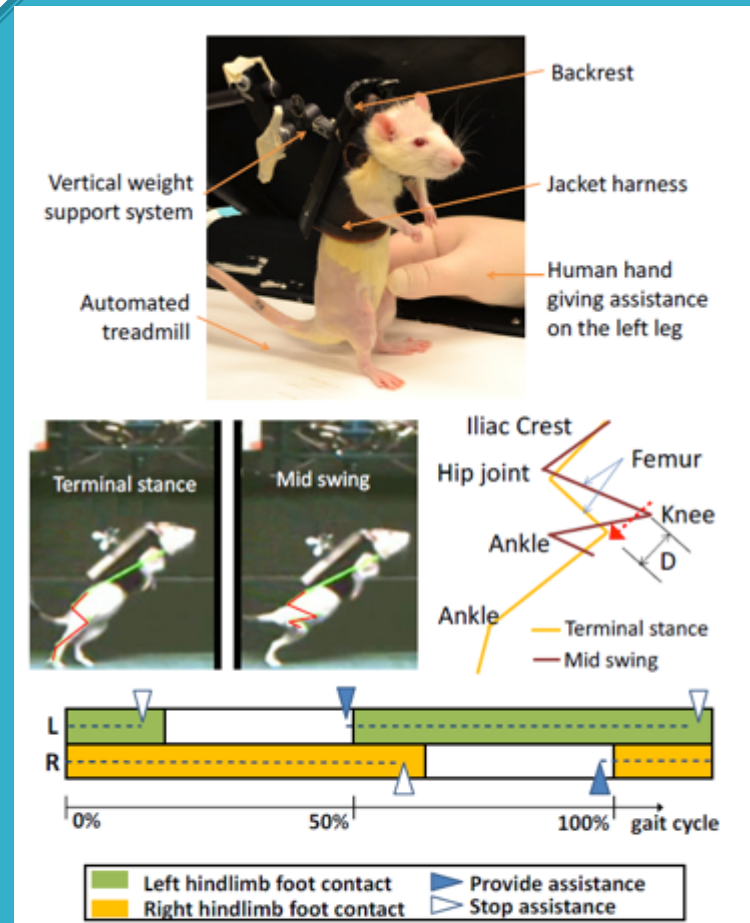 Backrest
Vertical weight
support system
Jacket harness
Human hand
giving assistance
on the left leg
Automated
treadmill
Terminal stance
Mid swing
Iliac Crest
Hip joint
Femur
Knee
Ankle
D
Ankle
Terminal stance
Mid swing
L
R
0%
50%
100%
gait cycle
Left hindlimb foot contact
Provide assistance
Right hindlimb foot contact
Stop assistance